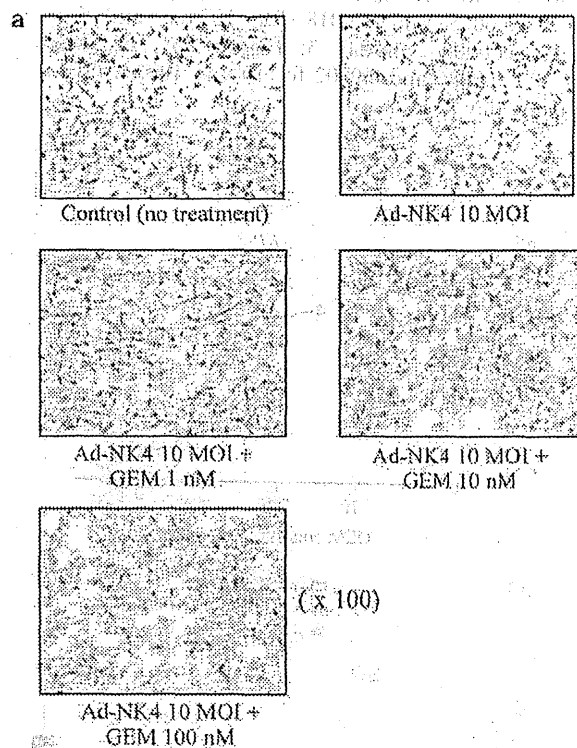 a
Control (no treatment)
Ad-NK4 10 MOI
Ad-NK4 10 MOI +
GEM 1 nM
Ad-NK4 10 MOI +
GEM 10 nM
( x 100)
Ad-NK4 10 MOI +
GEM 100 nM